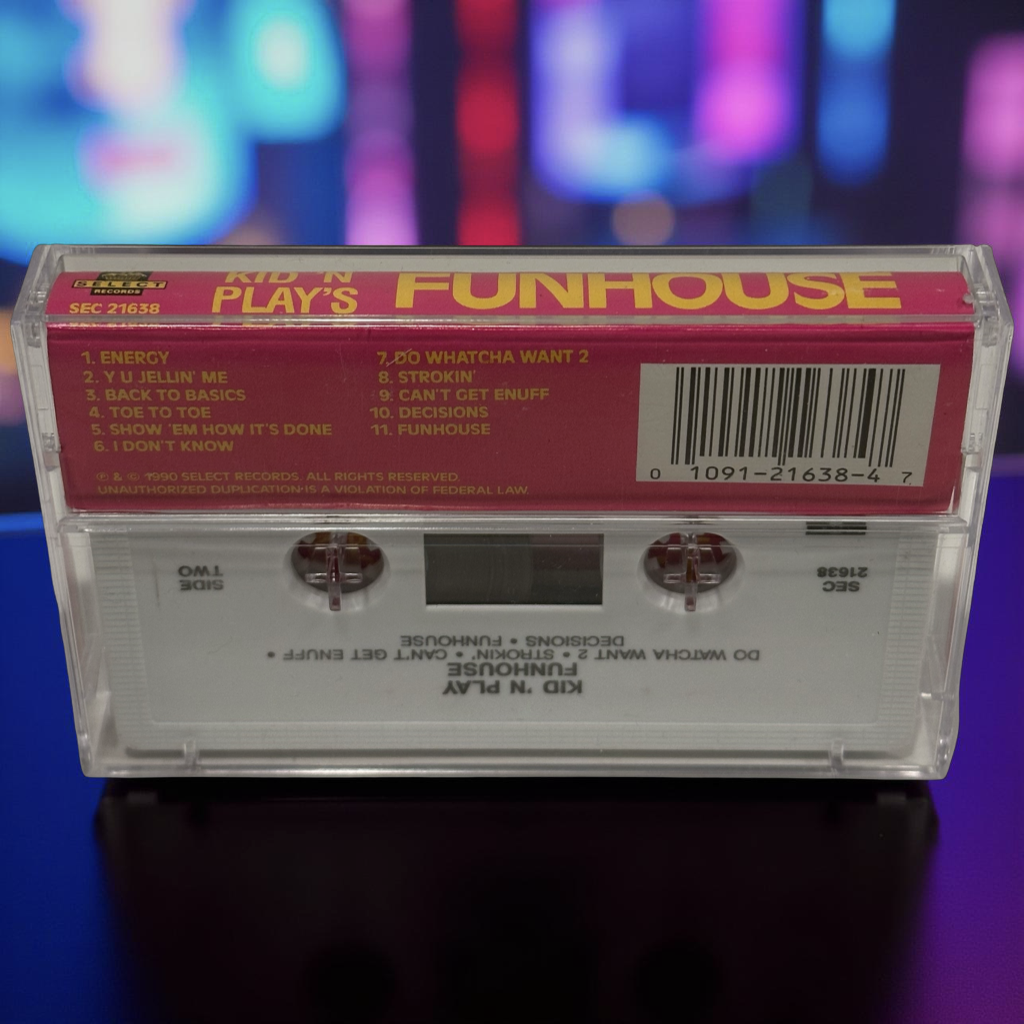 SELECT
RECORDS
SEC 21638
KID 'N
PLAY'S
FUNHOUSE
1. ENERGY
2. Y U JELLIN' ME
3. BACK TO BASICS
4. TOE TO TOE
5. SHOW 'EM HOW IT'S DONE
6. I DON'T KNOW
7. DO WHATCHA WANT 2
8. STROKIN'
9. CAN'T GET ENUFF
10. DECISIONS
11. FUNHOUSE
℗ & © 1990 SELECT RECORDS. ALL RIGHTS RESERVED.
UNAUTHORIZED DUPLICATION IS A VIOLATION OF FEDERAL LAW
0 1091-21638-4 7
KID 'N PLAY
FUNHOUSE
DO WATCHA WANT 2 • STROKIN', • CAN'T GET ENUFF •
DECISIONS • FUNHOUSE
SEC
21638
SIDE
TWO